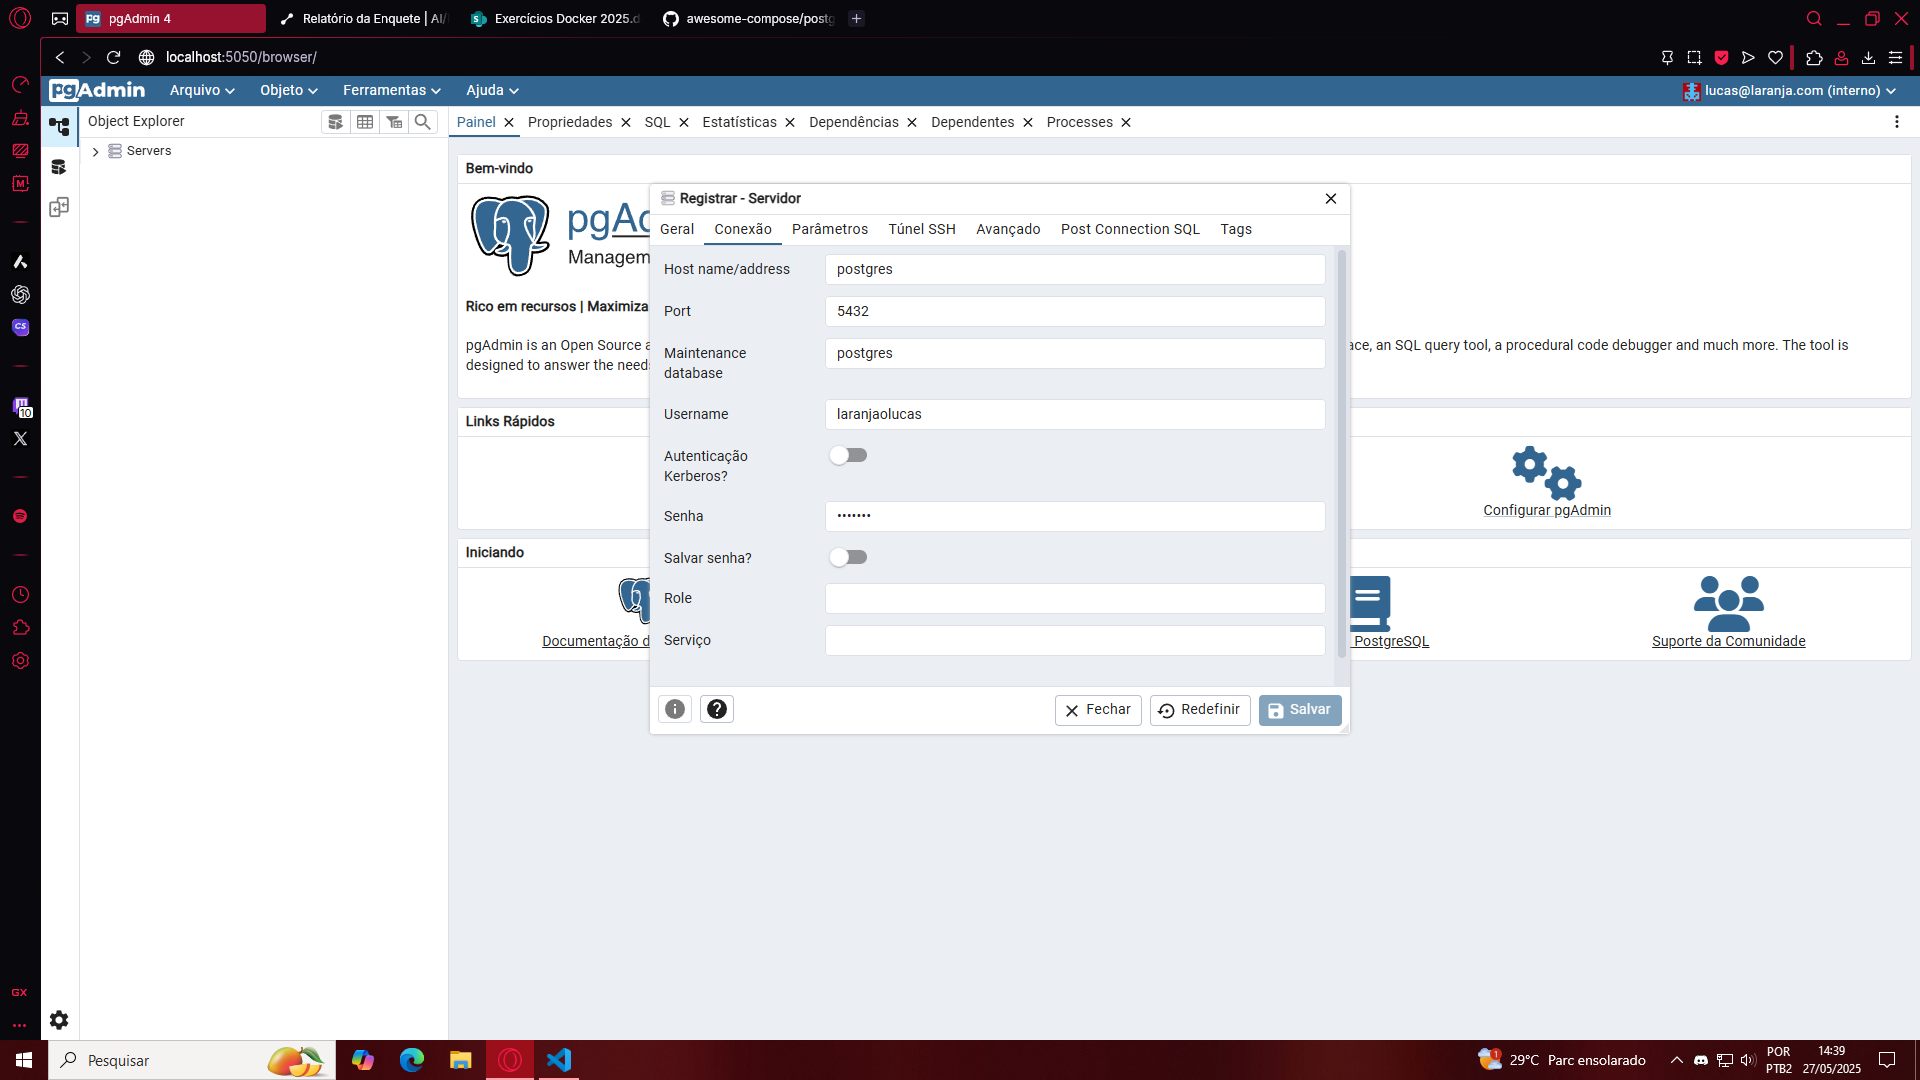 pgAdmin 4
Relatório da Enquete | AI/
Exercícios Docker 2025.d
awesome-compose/postg
localhost:5050/browser/
pgAdmin
Arquivo
Objeto
Ferramentas
Ajuda
lucas@laranja.com (interno)
Object Explorer
Painel
Propriedades
SQL
Estatísticas
Dependências
Dependentes
Processes
Servers
Bem-vindo
pgAd
Managem
Rico em recursos | Maximiza
pgAdmin is an Open Source a
ace, an SQL query tool, a procedural code debugger and much more. The tool is
designed to answer the need
Registrar - Servidor
Geral
Conexão
Parâmetros
Túnel SSH
Avançado
Post Connection SQL
Tags
Host name/address
postgres
Port
5432
Maintenance
database
postgres
Username
laranjaolucas
Autenticação
Kerberos?
Senha
•••••••
Salvar senha?
Role
Serviço
Fechar
Redefinir
Salvar
Links Rápidos
Configurar pgAdmin
Iniciando
Documentação d
PostgreSQL
Suporte da Comunidade
CS
M
10
GX
Pesquisar
1
29°C Parc ensolarado
POR
PTB2
14:39
27/05/2025